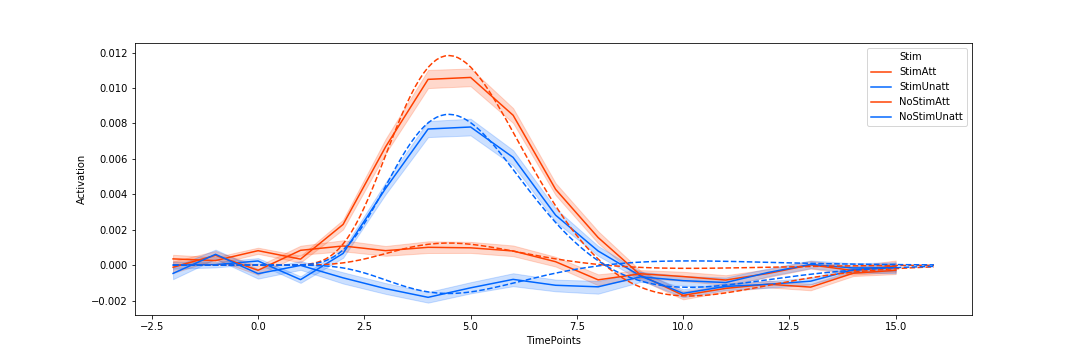 0.012
0.010
0.008
0.006
0.004
0.002
0.000
−0.002
Activation
−2.5 0.0 2.5 5.0 7.5 10.0 12.5 15.0
TimePoints
Stim
StimAtt
StimUnatt
NoStimAtt
NoStimUnatt